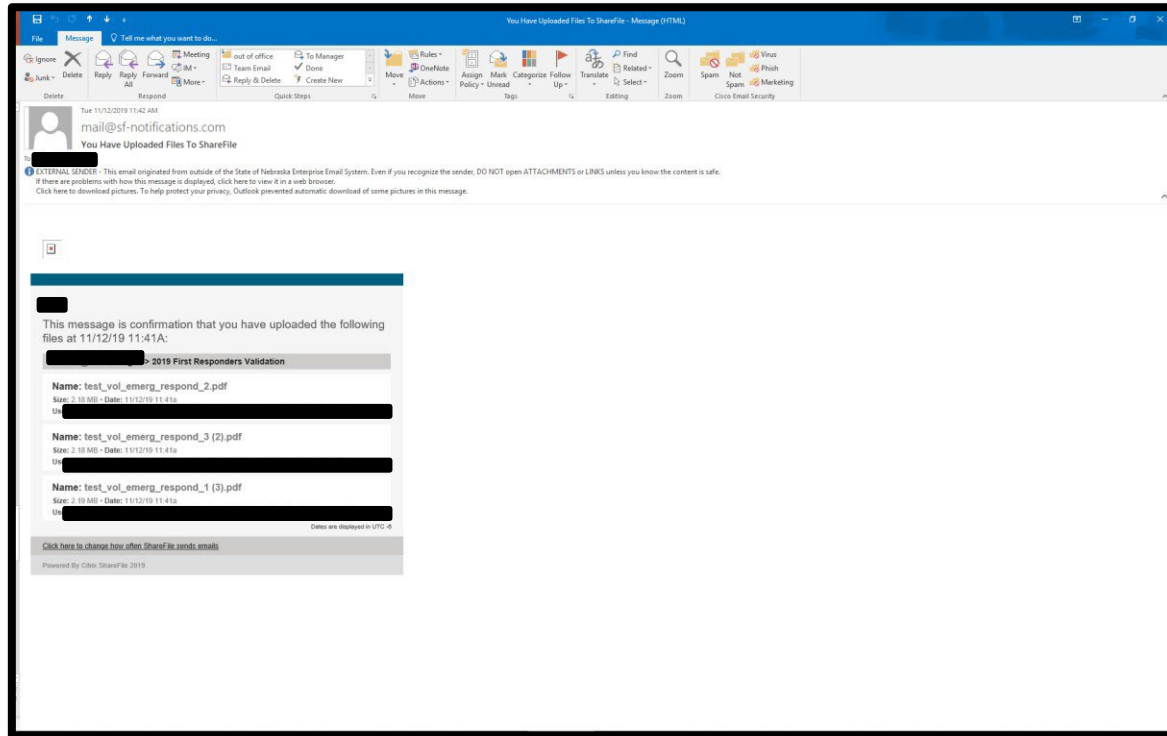 You Have Uploaded Files To ShareFile - Message (HTML)
File Message Tell me what you want to do...
Ignore
Junk
Delete
Reply
Reply All
Forward
Meeting
IM
More
out of office
Team Email
Reply & Delete
To Manager
Done
Create New
Move
Rules
OneNote
Actions
Assign Policy
Mark Unread
Categorize
Follow Up
Translate
Find
Related
Select
Zoom
Spam
Not Spam
Virus
Phish
Marketing
Delete Respond Quick Steps Move Tags Editing Zoom Cisco Email Security
Tue 11/12/2019 11:42 AM
mail@sf-notifications.com
You Have Uploaded Files To ShareFile
To
EXTERNAL SENDER - This email originated from outside of the State of Nebraska Enterprise Email System. Even if you recognize the sender, DO NOT open ATTACHMENTS or LINKS unless you know the content is safe.
If there are problems with how this message is displayed, click here to view it in a web browser.
Click here to download pictures. To help protect your privacy, Outlook prevented automatic download of some pictures in this message.
This message is confirmation that you have uploaded the following
files at 11/12/19 11:41A:
> 2019 First Responders Validation
Name: test_vol_emerg_respond_2.pdf
Size: 2.18 MB • Date: 11/12/19 11:41a
Name: test_vol_emerg_respond_3 (2).pdf
Size: 2.18 MB • Date: 11/12/19 11:41a
Name: test_vol_emerg_respond_1 (3).pdf
Size: 2.19 MB • Date: 11/12/19 11:41a
Dates are displayed in UTC -6
Click here to change how often ShareFile sends emails
Powered By Citrix ShareFile 2019